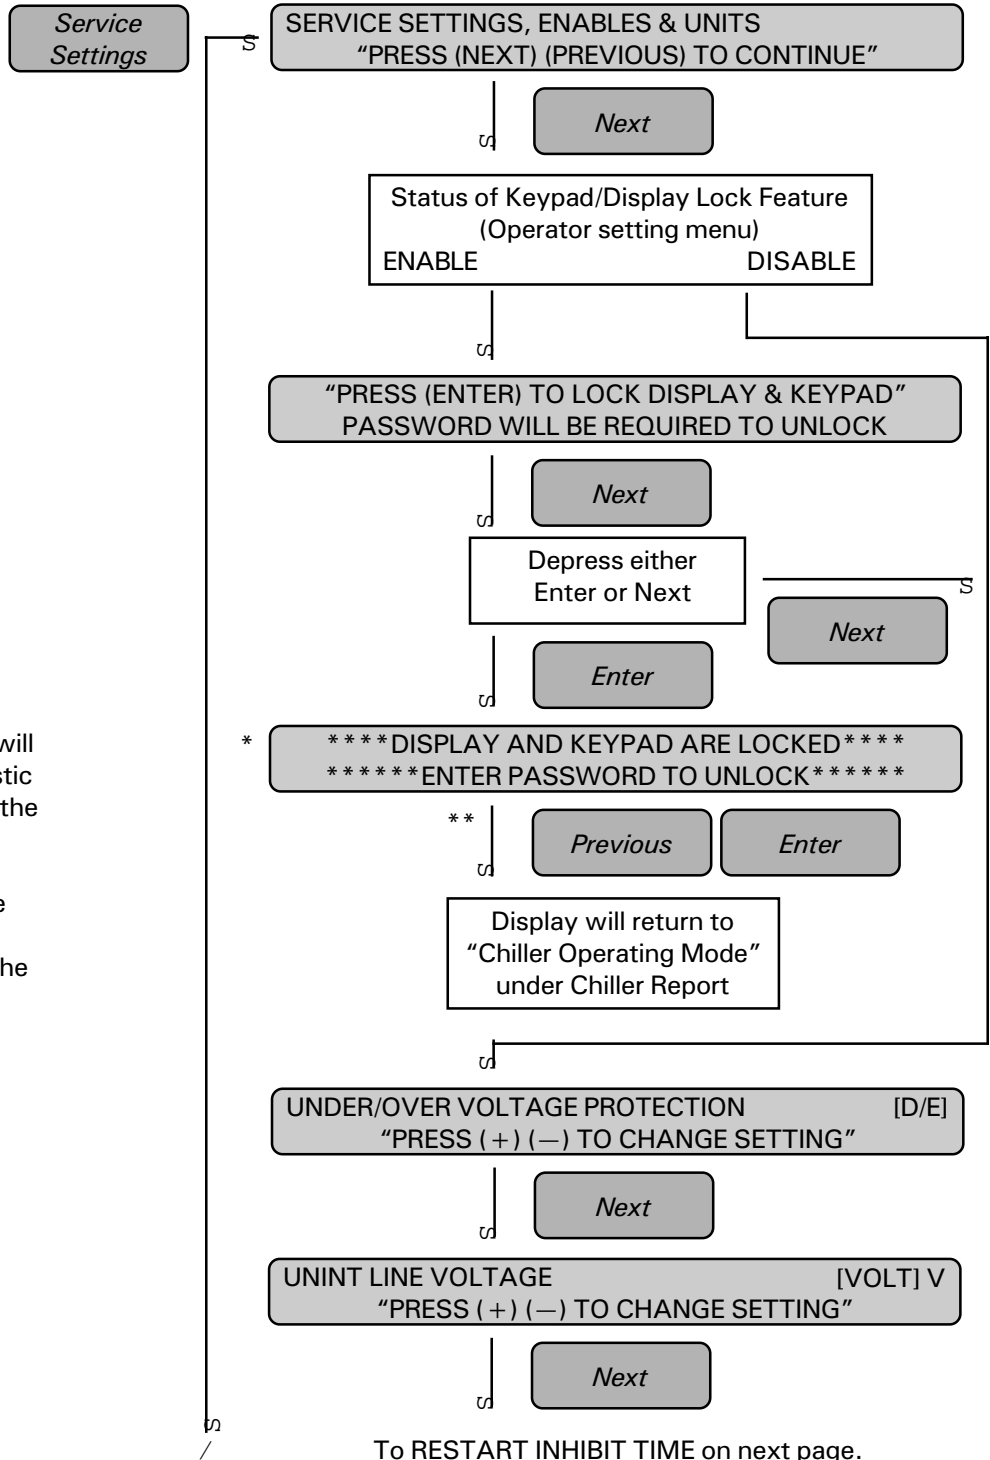 Service
Settings
SERVICE SETTINGS, ENABLES & UNITS
"PRESS (NEXT) (PREVIOUS) TO CONTINUE"
S
S
Next
Status of Keypad/Display Lock Feature
(Operator setting menu)
ENABLE DISABLE
S
"PRESS (ENTER) TO LOCK DISPLAY & KEYPAD"
PASSWORD WILL BE REQUIRED TO UNLOCK
Next
S
Depress either
Enter or Next
S
Next
Enter
S
will
stic
the
e
he
* ****DISPLAY AND KEYPAD ARE LOCKED****
******ENTER PASSWORD TO UNLOCK******
**
Previous Enter
S
Display will return to
"Chiller Operating Mode"
under Chiller Report
S
UNDER/OVER VOLTAGE PROTECTION [D/E]
"PRESS (+) (—) TO CHANGE SETTING"
Next
S
UNINT LINE VOLTAGE [VOLT] V
"PRESS (+) (—) TO CHANGE SETTING"
Next
S
S
/
To RESTART INHIBIT TIME on next page.